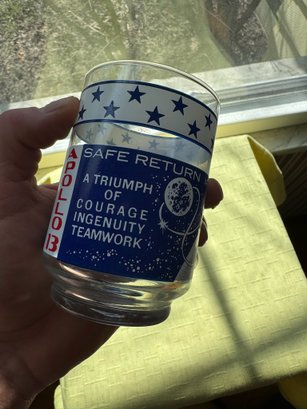 APOLLO 13
SAFE RETURN
A TRIUMPH
OF
COURAGE
INGENUITY
TEAMWORK